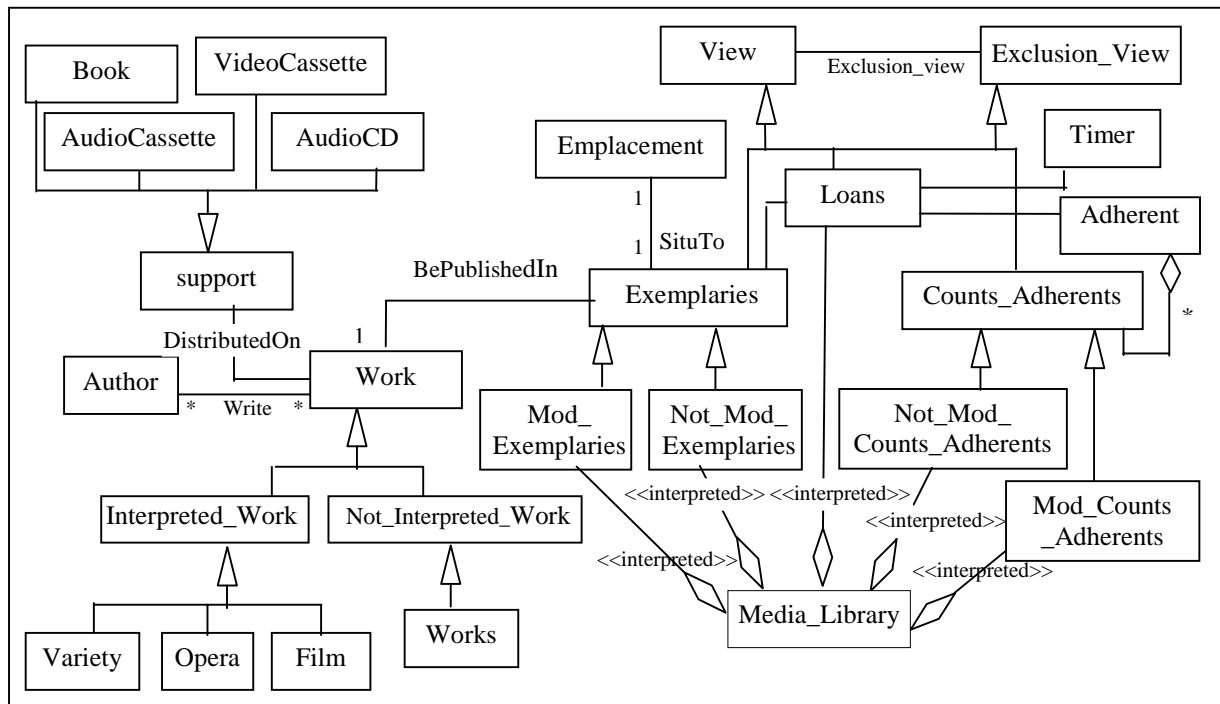 Book
VideoCassette
View
Exclusion_view
Exclusion_View
AudioCassette
AudioCD
Emplacement
Timer
1
Loans
Adherent
1
SituTo
support
BePublishedIn
Exemplaries
Counts_Adherents
*
DistributedOn
1
Author
*
Write
*
Work
Mod_
Exemplaries
Not_Mod_
Exemplaries
Not_Mod_
Counts_Adherents
Mod_Counts
_Adherents
<<interpreted>>
<<interpreted>>
<<interpreted>>
<<interpreted>>
<<interpreted>>
Interpreted_Work
Not_Interpreted_Work
Media_Library
Variety
Opera
Film
Works